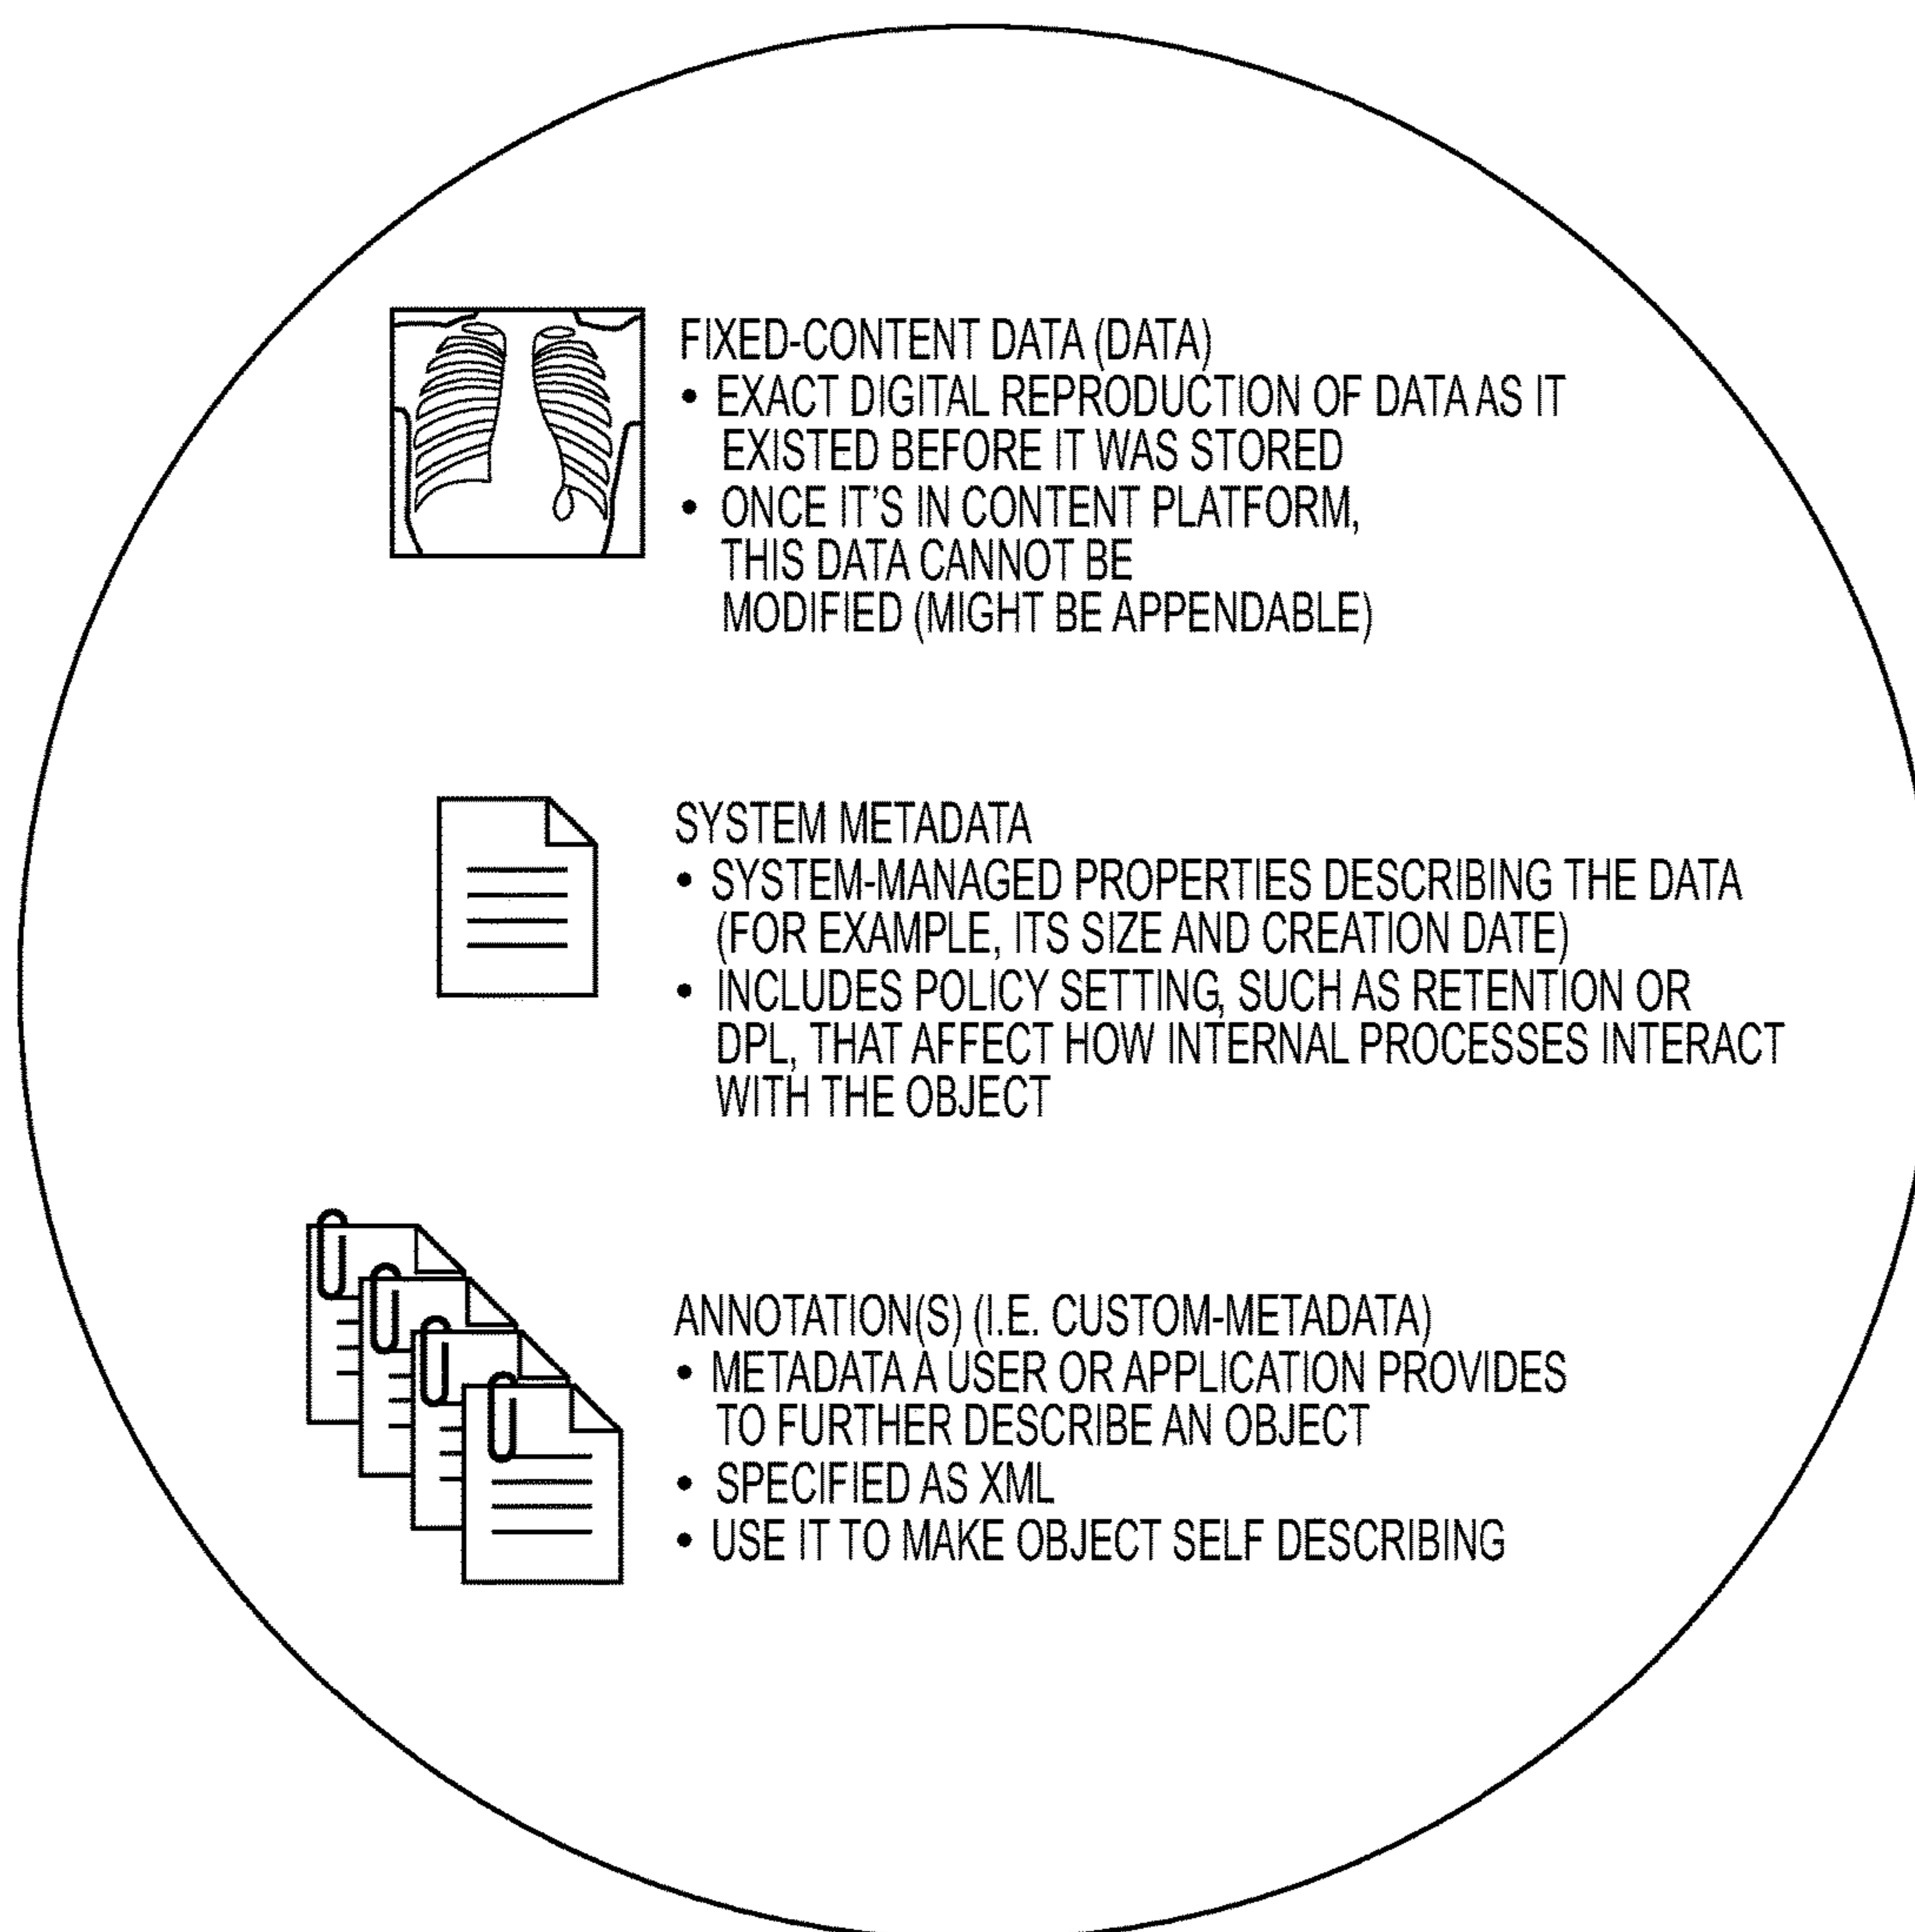 FIXED-CONTENT DATA (DATA)
• EXACT DIGITAL REPRODUCTION OF DATA AS IT
EXISTED BEFORE IT WAS STORED
• ONCE IT'S IN CONTENT PLATFORM,
THIS DATA CANNOT BE
MODIFIED (MIGHT BE APPENDABLE)
SYSTEM METADATA
• SYSTEM-MANAGED PROPERTIES DESCRIBING THE DATA
(FOR EXAMPLE, ITS SIZE AND CREATION DATE)
• INCLUDES POLICY SETTING, SUCH AS RETENTION OR
DPL, THAT AFFECT HOW INTERNAL PROCESSES INTERACT
WITH THE OBJECT
ANNOTATION(S) (I.E. CUSTOM-METADATA)
• METADATA A USER OR APPLICATION PROVIDES
TO FURTHER DESCRIBE AN OBJECT
• SPECIFIED AS XML
• USE IT TO MAKE OBJECT SELF DESCRIBING